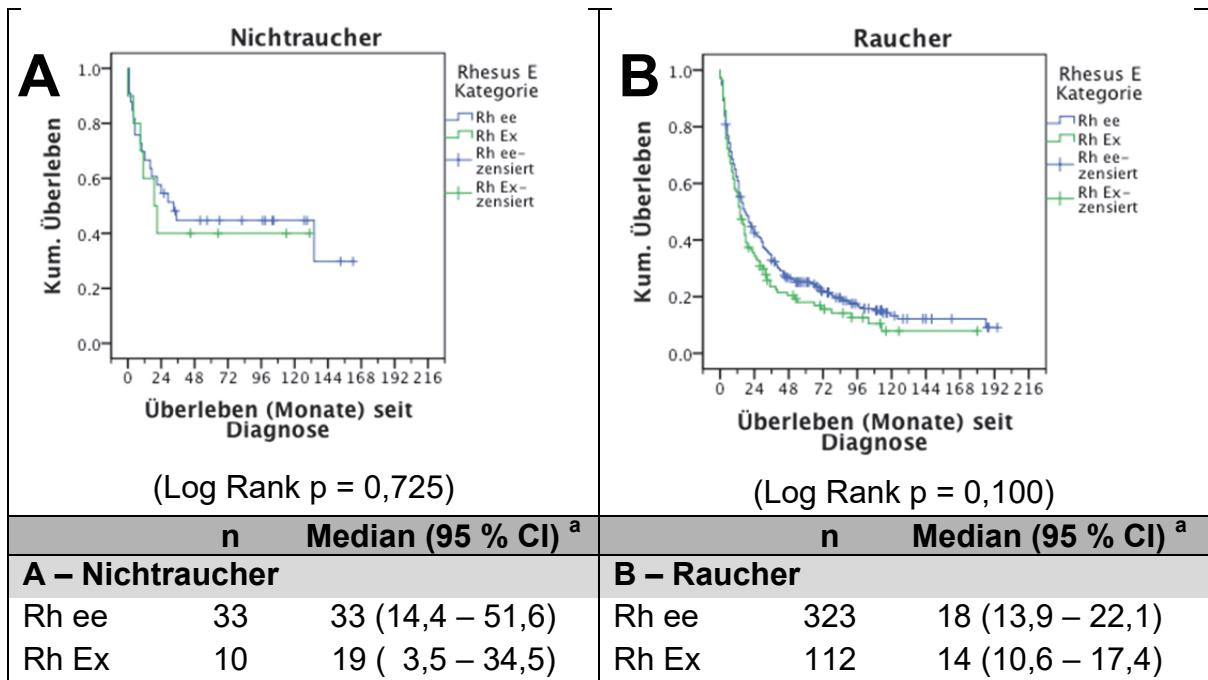 A
Nichtraucher
Kum. Überleben
1.0
0.8
0.6
0.4
0.2
0.0
0 24 48 72 96 120 144 168 192 216
Überleben (Monate) seit
Diagnose
Rhesus E
Kategorie
Rh ee
Rh Ex
Rh ee-
zensiert
Rh Ex-
zensiert
(Log Rank p = 0,725)
B
Raucher
Kum. Überleben
1.0
0.8
0.6
0.4
0.2
0.0
0 24 48 72 96 120 144 168 192 216
Überleben (Monate) seit
Diagnose
Rhesus E
Kategorie
Rh ee
Rh Ex
Rh ee-
zensiert
Rh Ex-
zensiert
(Log Rank p = 0,100)
n Median (95 % CI) a
A – Nichtraucher
Rh ee 33 33 (14,4 – 51,6)
Rh Ex 10 19 ( 3,5 – 34,5)
n Median (95 % CI) a
B – Raucher
Rh ee 323 18 (13,9 – 22,1)
Rh Ex 112 14 (10,6 – 17,4)